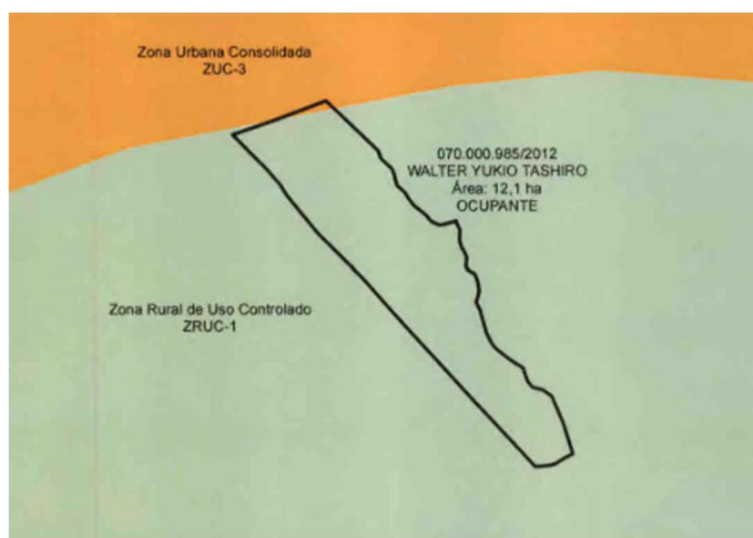 Zona Urbana Consolidada
ZUC-3
070.000.985/2012
WALTER YUKIO TASHIRO
Área: 12,1 ha
OCUPANTE
Zona Rural de Uso Controlado
ZRUC-1